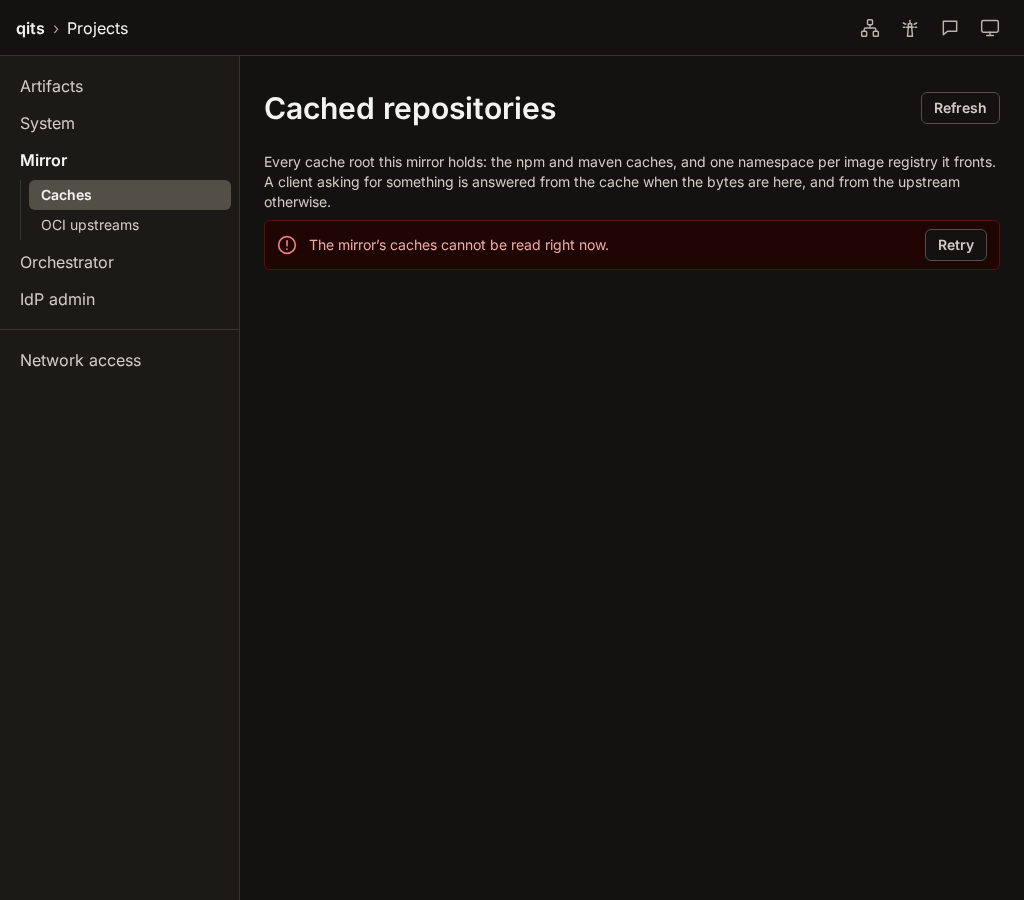 qits › Projects
Artifacts
System
Mirror
Caches
OCI upstreams
Orchestrator
IdP admin
Network access
Cached repositories
Refresh
Every cache root this mirror holds: the npm and maven caches, and one namespace per image registry it fronts.
A client asking for something is answered from the cache when the bytes are here, and from the upstream
otherwise.
The mirror’s caches cannot be read right now.
Retry